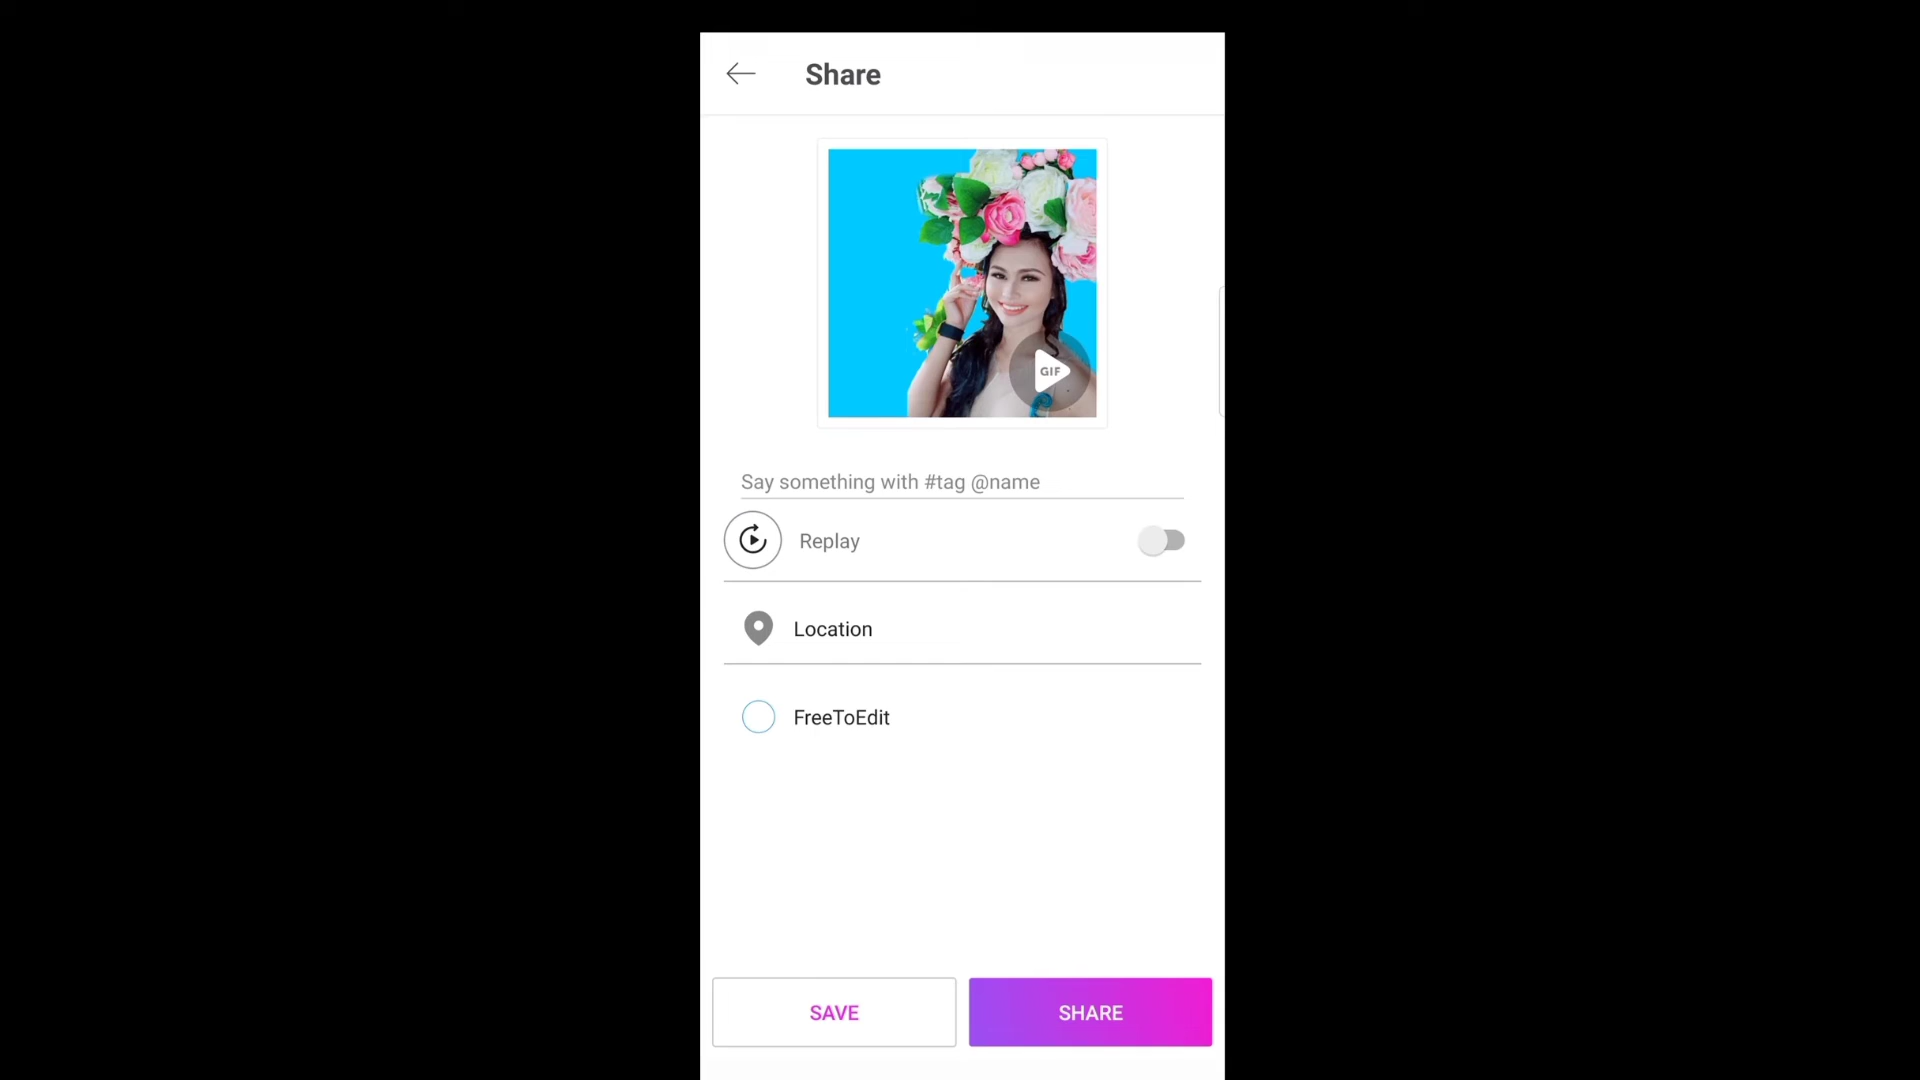 Share
GIF
Say something with #tag @name
Replay
Location
FreeToEdit
SAVE
SHARE